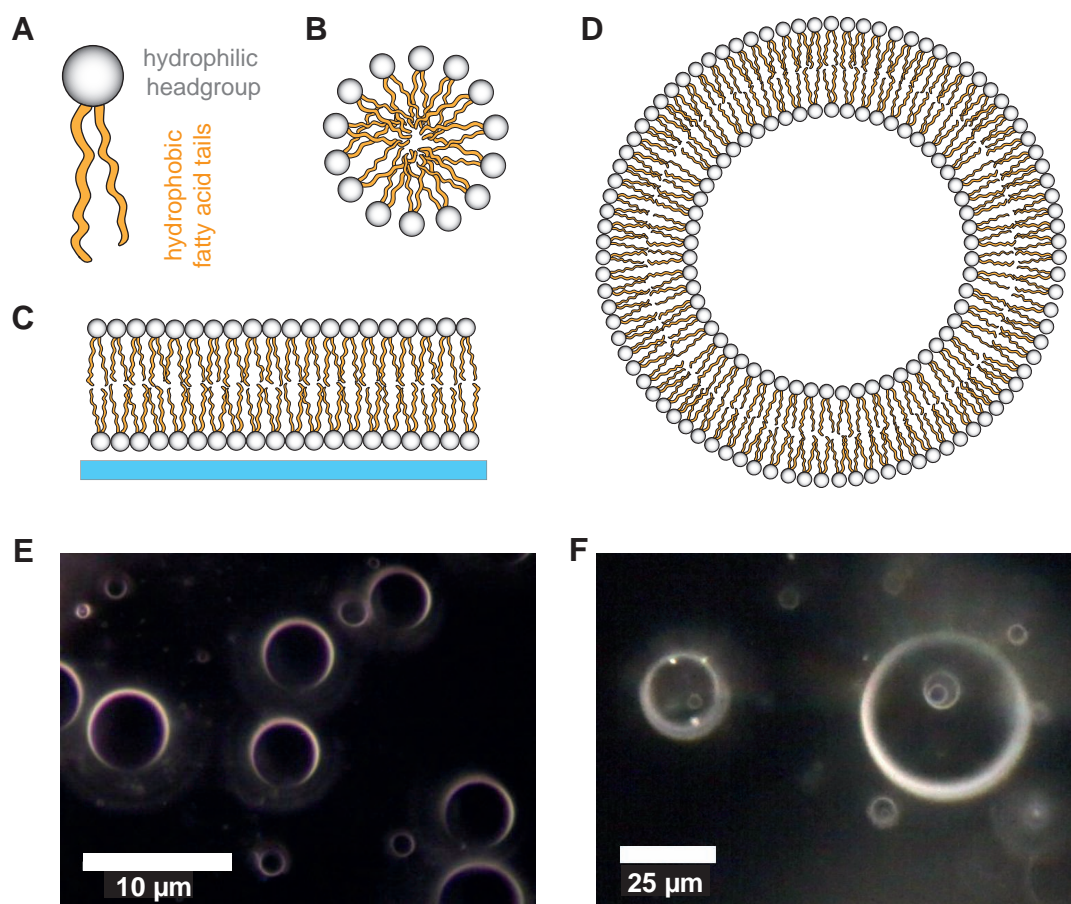 A
hydrophilic
headgroup
hydrophobic
fatty acid tails
B
D
C
E
10 µm
F
25 µm